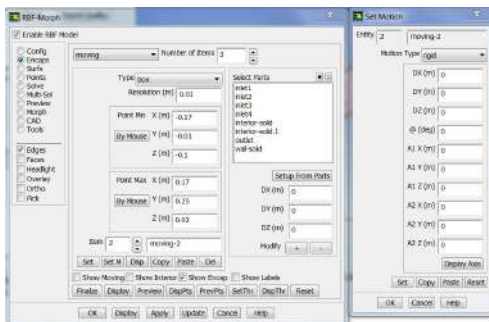 RBF-Morph
Enable RBF Model
Config
Encaps
Surfs
Points
Solve
Multi-Sol
Preview
Morph
CAD
Tools
Edges
Faces
Headlight
Overlay
Ortho
Pick
moving
Number of Items 3
Type box
Resolution (m) 0.01
Point Min X (m) -0.17
By Mouse Y (m) -0.01
Z (m) -0.1
Point Max X (m) 0.17
By Mouse Y (m) 0.25
Z (m) 0.02
Item 2 moving-2
Select Parts
inlet1
inlet2
inlet3
inlet4
interior-solid
interior-solid.1
outlet
wall-solid
Setup From Parts
DX (m) 0
DY (m) 0
DZ (m) 0
Modify + -
Set Set M Disp Copy Paste Del
Show Moving Show Interior Show Encap Show Labels
Finalize Display Preview DispPts PrevPts SetThr DispThr Reset
OK Display Apply Update Cancel Help
Set Motion
Entity 2 moving-2
Motion Type rigid
DX (m) 0
DY (m) 0
DZ (m) 0
@ (deg) 0
A1 X (m) 0
A1 Y (m) 0
A1 Z (m) 0
A2 X (m) 0
A2 Y (m) 0
A2 Z (m) 0
Display Axis
Set Copy Paste Reset
OK Cancel Help